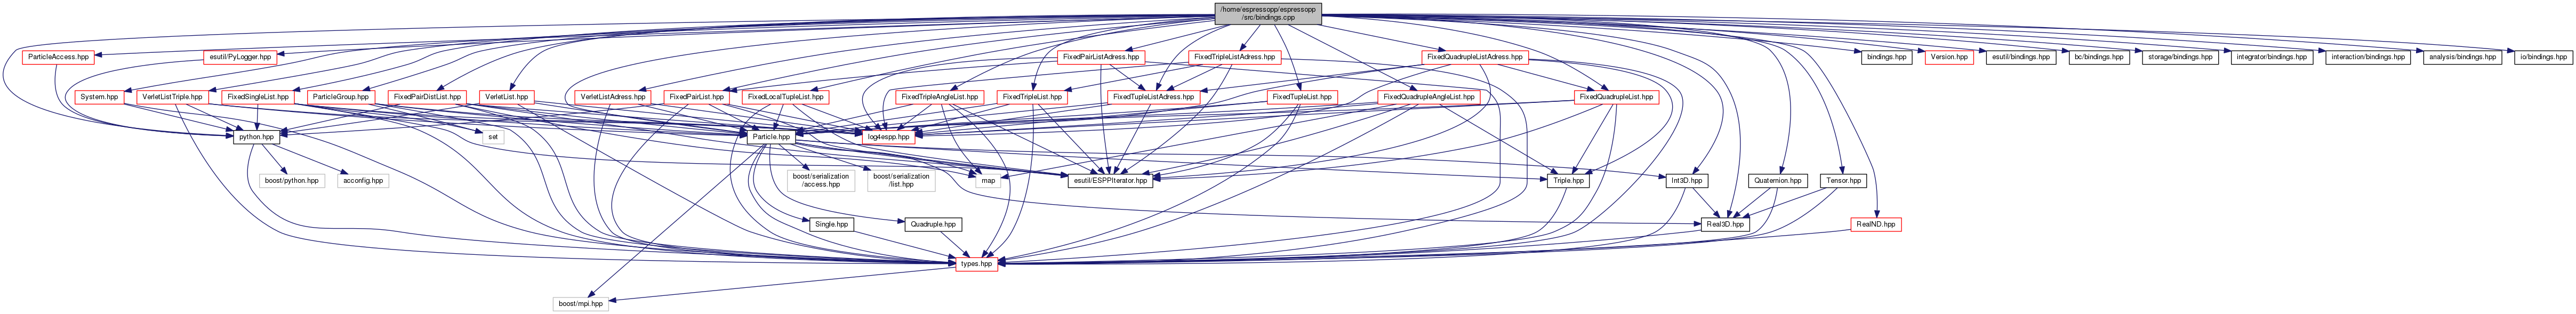 /home/espressopp/espressopp
/src/bindings.cpp
ParticleAccess.hpp
esutil/PyLogger.hpp
FixedPairListAdress.hpp
FixedTripleListAdress.hpp
FixedQuadrupleListAdress.hpp
bindings.hpp
Version.hpp
esutil/bindings.hpp
bc/bindings.hpp
storage/bindings.hpp
integrator/bindings.hpp
interaction/bindings.hpp
analysis/bindings.hpp
io/bindings.hpp
System.hpp
VerletListTriple.hpp
FixedSingleList.hpp
ParticleGroup.hpp
FixedPairDistList.hpp
VerletList.hpp
VerletListAdress.hpp
FixedPairList.hpp
FixedLocalTupleList.hpp
FixedTripleAngleList.hpp
FixedTripleList.hpp
FixedTupleListAdress.hpp
FixedTupleList.hpp
FixedQuadrupleAngleList.hpp
FixedQuadrupleList.hpp
python.hpp
set
Particle.hpp
log4espp.hpp
boost/python.hpp
acconfig.hpp
boost/serialization
/access.hpp
boost/serialization
/list.hpp
map
esutil/ESPPIterator.hpp
Triple.hpp
Int3D.hpp
Quaternion.hpp
Tensor.hpp
Single.hpp
Quadruple.hpp
Real3D.hpp
RealND.hpp
types.hpp
boost/mpi.hpp